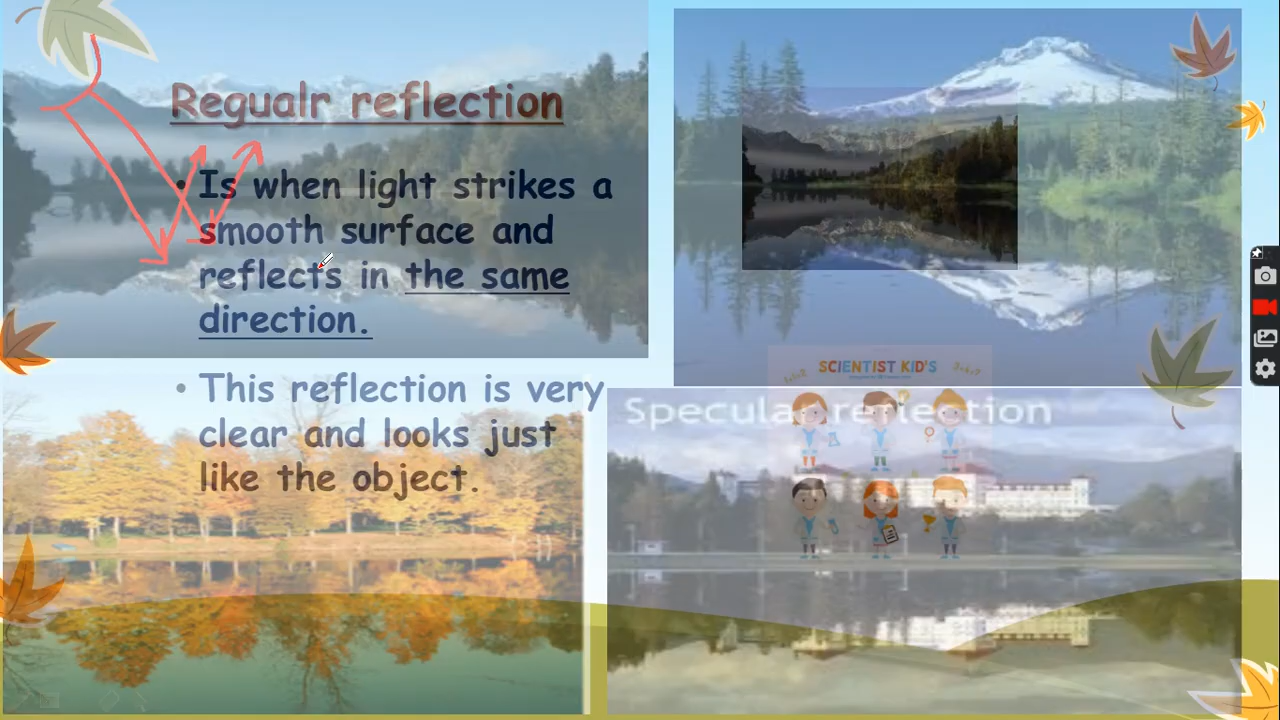 Regualr reflection
• Is when light strikes a
smooth surface and
reflects in the same
direction.
• This reflection is very
clear and looks just
like the object.
SCIENTIST KID'S
Specular reflection